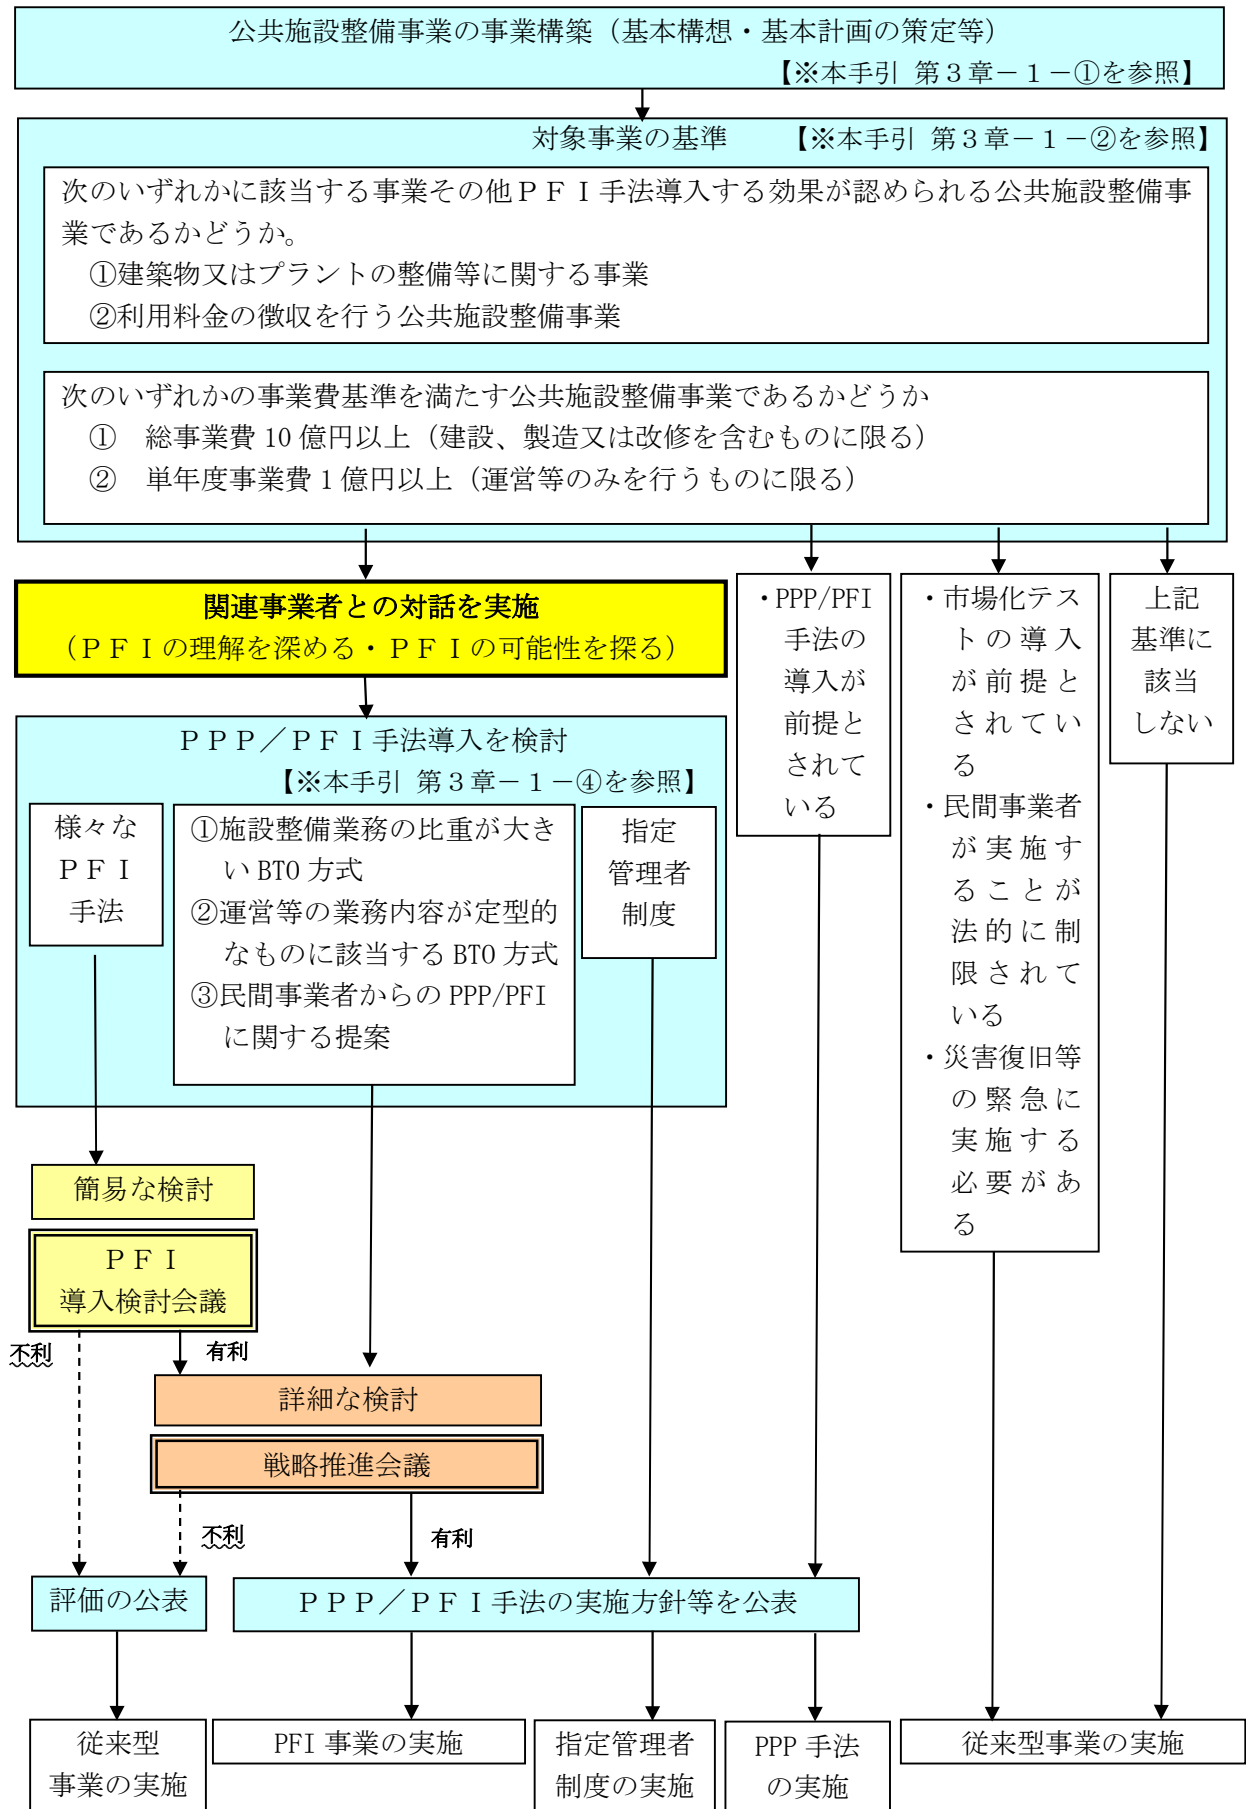 公共施設整備事業の事業構築（基本構想・基本計画の策定等）
【※本手引 第３章－１－①を参照】
対象事業の基準 【※本手引 第３章－１－②を参照】
次のいずれかに該当する事業その他ＰＦＩ手法導入する効果が認められる公共施設整備事
業であるかどうか。
①建築物又はプラントの整備等に関する事業
②利用料金の徴収を行う公共施設整備事業
次のいずれかの事業費基準を満たす公共施設整備事業であるかどうか
① 総事業費 10 億円以上（建設、製造又は改修を含むものに限る）
② 単年度事業費 1 億円以上（運営等のみを行うものに限る）
関連事業者との対話を実施
（ＰＦＩの理解を深める・ＰＦＩの可能性を探る）
・PPP/PFI
手法の
導入が
前提と
されて
いる
・市場化テス
トの導入
が前提と
されてい
る
・民間事業者
が実施す
ることが
法的に制
限されて
いる
・災害復旧等
の緊急に
実施する
必要があ
る
上記
基準に
該当
しない
ＰＰＰ／ＰＦＩ手法導入を検討
【※本手引 第３章－１－④を参照】
様々な
ＰＦＩ
手法
①施設整備業務の比重が大き
い BTO 方式
②運営等の業務内容が定型的
なものに該当する BTO 方式
③民間事業者からの PPP/PFI
に関する提案
指定
管理者
制度
簡易な検討
ＰＦＩ
導入検討会議
不利
有利
詳細な検討
戦略推進会議
不利
有利
評価の公表
ＰＰＰ／ＰＦＩ手法の実施方針等を公表
従来型
事業の実施
PFI 事業の実施
指定管理者
制度の実施
PPP 手法
の実施
従来型事業の実施